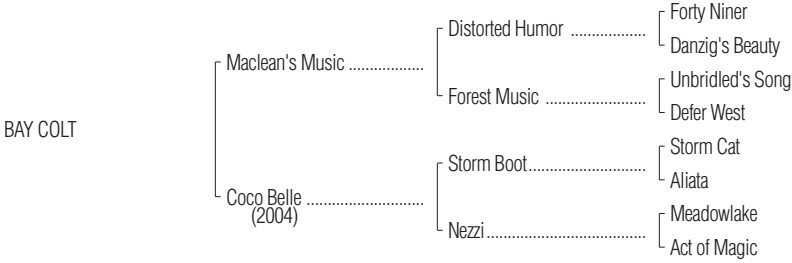 Forty Niner
Distorted Humor ..................
Danzig's Beauty
Maclean's Music ..................
Unbridled's Song
Forest Music ........................
Defer West
BAY COLT
Storm Cat
Storm Boot............................
Aliata
Coco Belle ............................
(2004)
Meadowlake
Nezzi......................................
Act of Magic